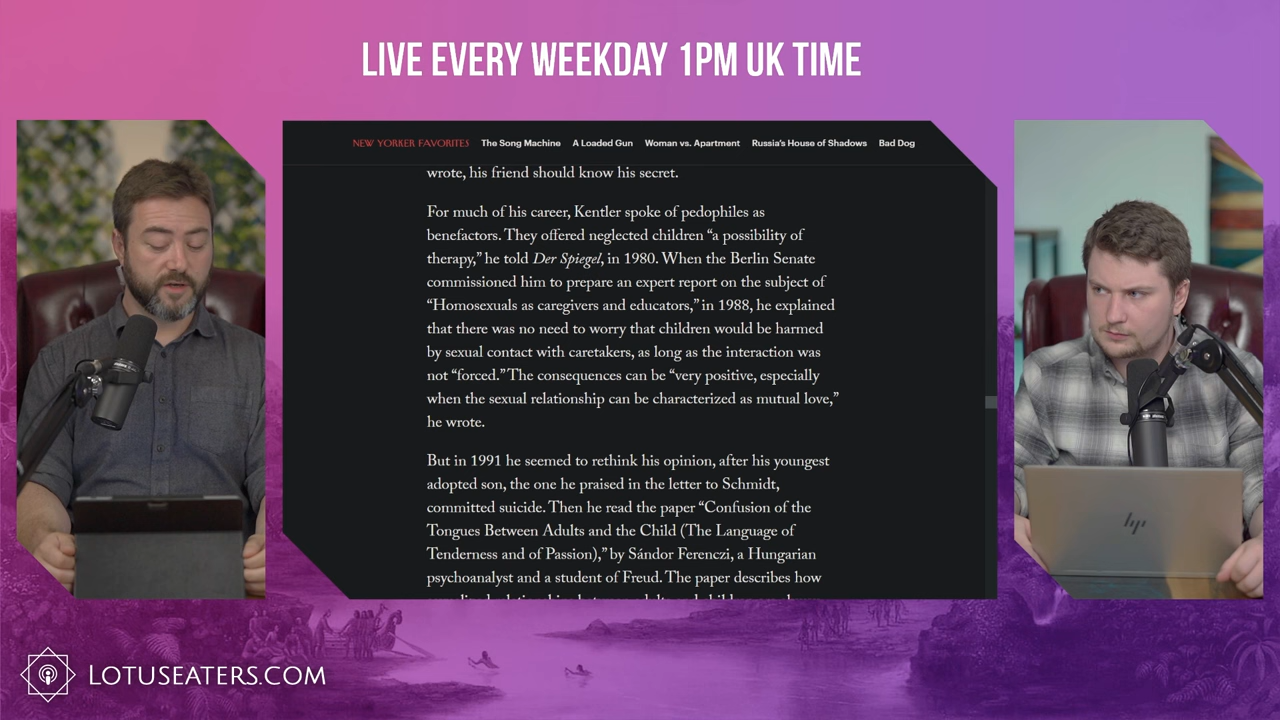 LIVE EVERY WEEKDAY 1PM UK TIME
NEW YORKER FAVORITES The Song Machine A Loaded Gun Woman vs. Apartment Russia's House of Shadows Bad Dog
wrote, his friend should know his secret.
For much of his career, Kentler spoke of pedophiles as
benefactors. They offered neglected children “a possibility of
therapy,” he told Der Spiegel, in 1980. When the Berlin Senate
commissioned him to prepare an expert report on the subject of
“Homosexuals as caregivers and educators,” in 1988, he explained
that there was no need to worry that children would be harmed
by sexual contact with caretakers, as long as the interaction was
not “forced.” The consequences can be “very positive, especially
when the sexual relationship can be characterized as mutual love,”
he wrote.
But in 1991 he seemed to rethink his opinion, after his youngest
adopted son, the one he praised in the letter to Schmidt,
committed suicide. Then he read the paper “Confusion of the
Tongues Between Adults and the Child (The Language of
Tenderness and of Passion),” by Sándor Ferenczi, a Hungarian
psychoanalyst and a student of Freud. The paper describes how
hp
LOTUSEATERS.COM